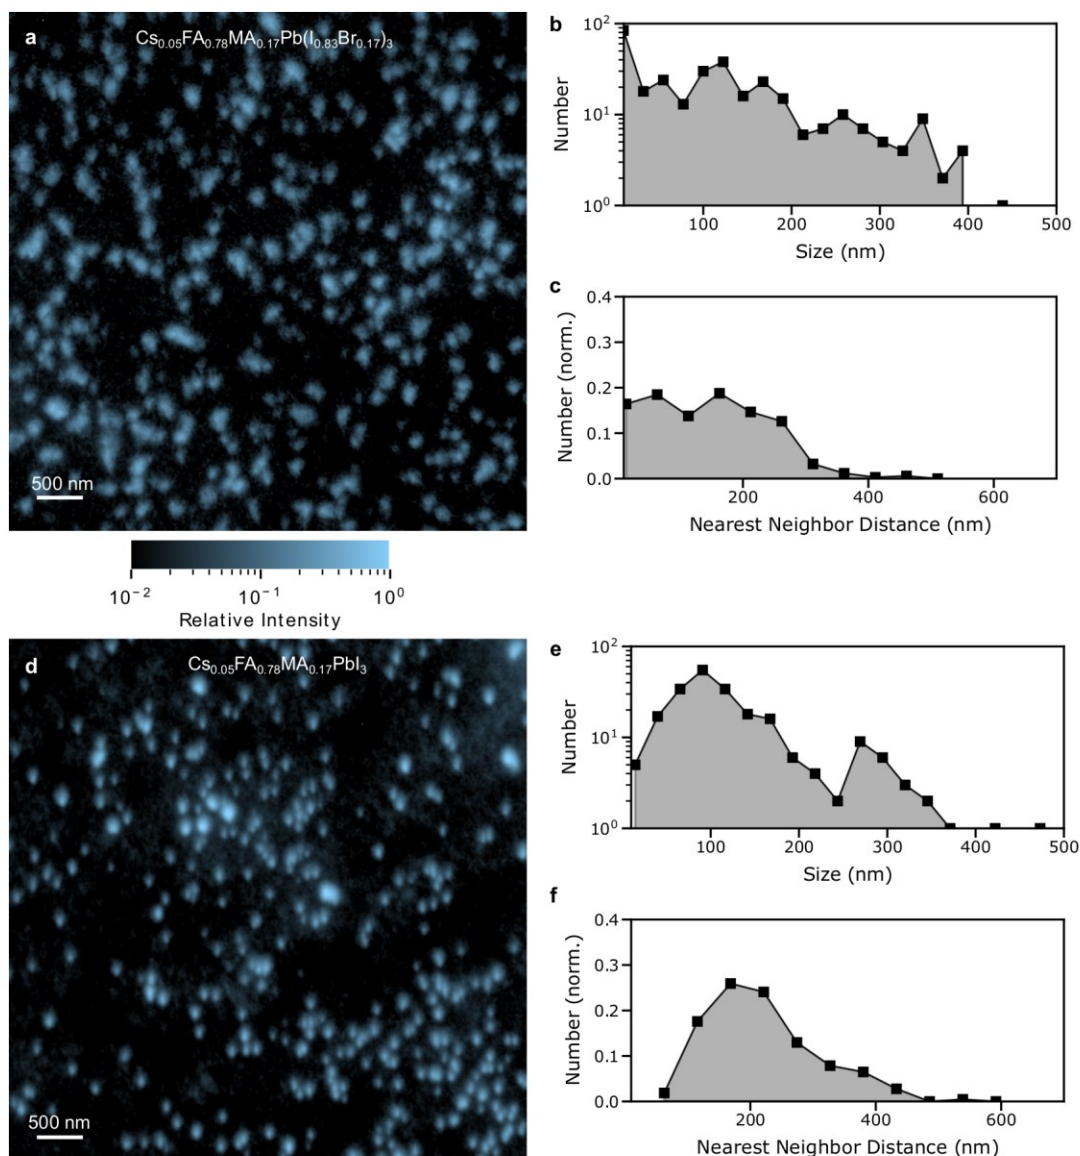 a
Cs0.05FA0.78MA0.17Pb(I0.83Br0.17)3
500 nm
10−2 10−1 100
Relative Intensity
b
Number
102
101
100
100 200 300 400 500
Size (nm)
c
Number (norm.)
0.4
0.3
0.2
0.1
0.0
200 400 600
Nearest Neighbor Distance (nm)
d
Cs0.05FA0.78MA0.17PbI3
500 nm
e
Number
102
101
100
100 200 300 400 500
Size (nm)
f
Number (norm.)
0.4
0.3
0.2
0.1
0.0
200 400 600
Nearest Neighbor Distance (nm)